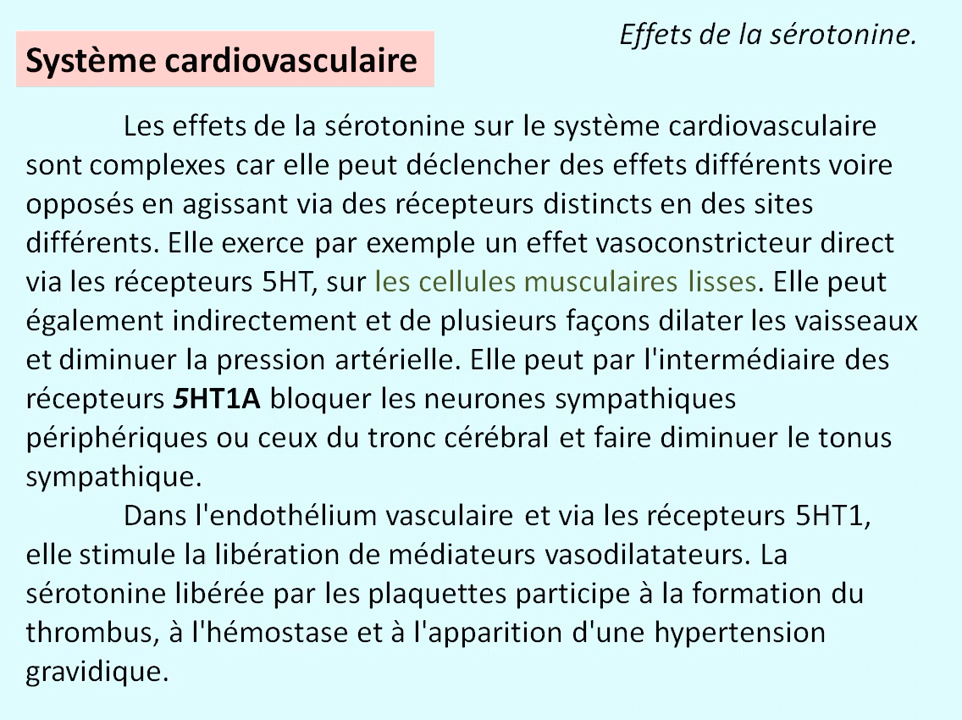 Effets de la sérotonine.
Système cardiovasculaire
Les effets de la sérotonine sur le système cardiovasculaire
sont complexes car elle peut déclencher des effets différents voire
opposés en agissant via des récepteurs distincts en des sites
différents. Elle exerce par exemple un effet vasoconstricteur direct
via les récepteurs 5HT, sur les cellules musculaires lisses. Elle peut
également indirectement et de plusieurs façons dilater les vaisseaux
et diminuer la pression artérielle. Elle peut par l'intermédiaire des
récepteurs 5HT1A bloquer les neurones sympathiques
périphériques ou ceux du tronc cérébral et faire diminuer le tonus
sympathique.
Dans l'endothélium vasculaire et via les récepteurs 5HT1,
elle stimule la libération de médiateurs vasodilatateurs. La
sérotonine libérée par les plaquettes participe à la formation du
thrombus, à l'hémostase et à l'apparition d'une hypertension
gravidique.